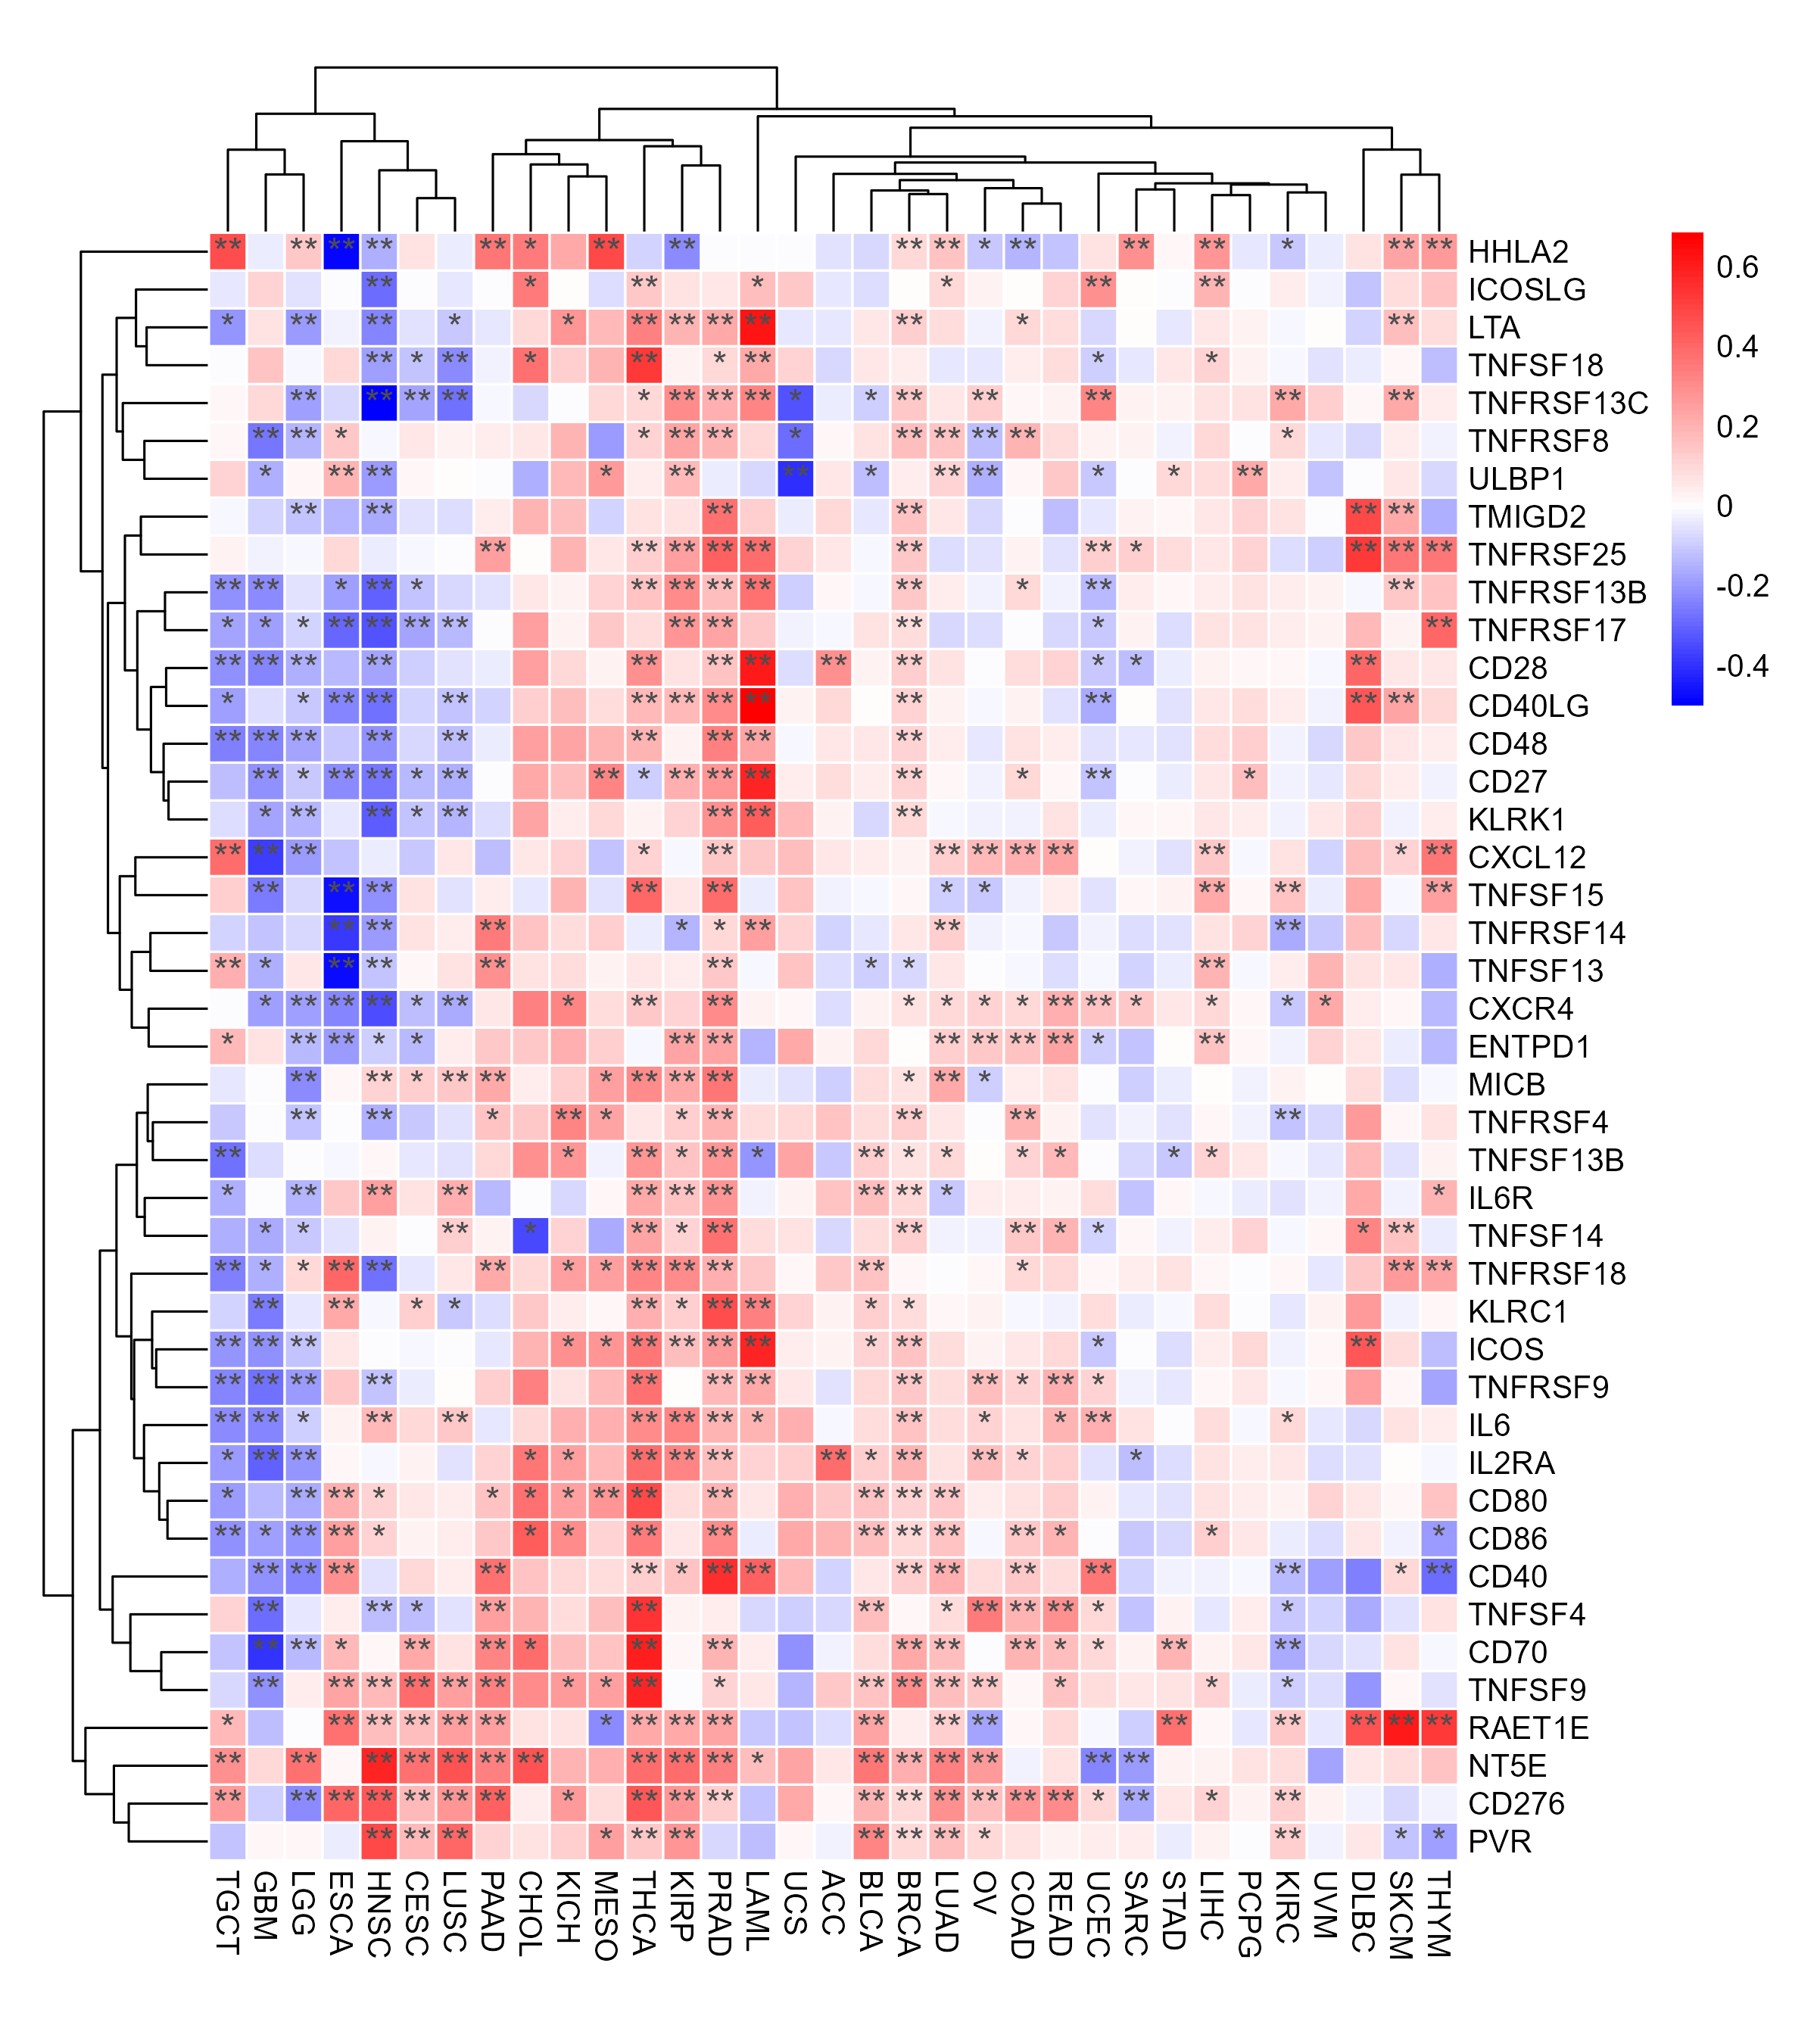 HHLA2
ICOSLG
LTA
TNFSF18
TNFRSF13C
TNFRSF8
ULBP1
TMIGD2
TNFRSF25
TNFRSF13B
TNFRSF17
CD28
CD40LG
CD48
CD27
KLRK1
CXCL12
TNFSF15
TNFRSF14
TNFSF13
CXCR4
ENTPD1
MICB
TNFRSF4
TNFSF13B
IL6R
TNFSF14
TNFRSF18
KLRC1
ICOS
TNFRSF9
IL6
IL2RA
CD80
CD86
CD40
TNFSF4
CD70
TNFSF9
RAET1E
NT5E
CD276
PVR
0.6
0.4
0.2
0
-0.2
-0.4
TGCT
GBM
LGG
ESCA
HNSC
CESC
LUSC
PAAD
CHOL
KICH
MESO
THCA
KIRP
PRAD
LAML
UCS
ACC
BLCA
BRCA
LUAD
OV
COAD
READ
UCEC
SARC
STAD
LIHC
PCPG
KIRC
UVM
DLBC
SKCM
THYM